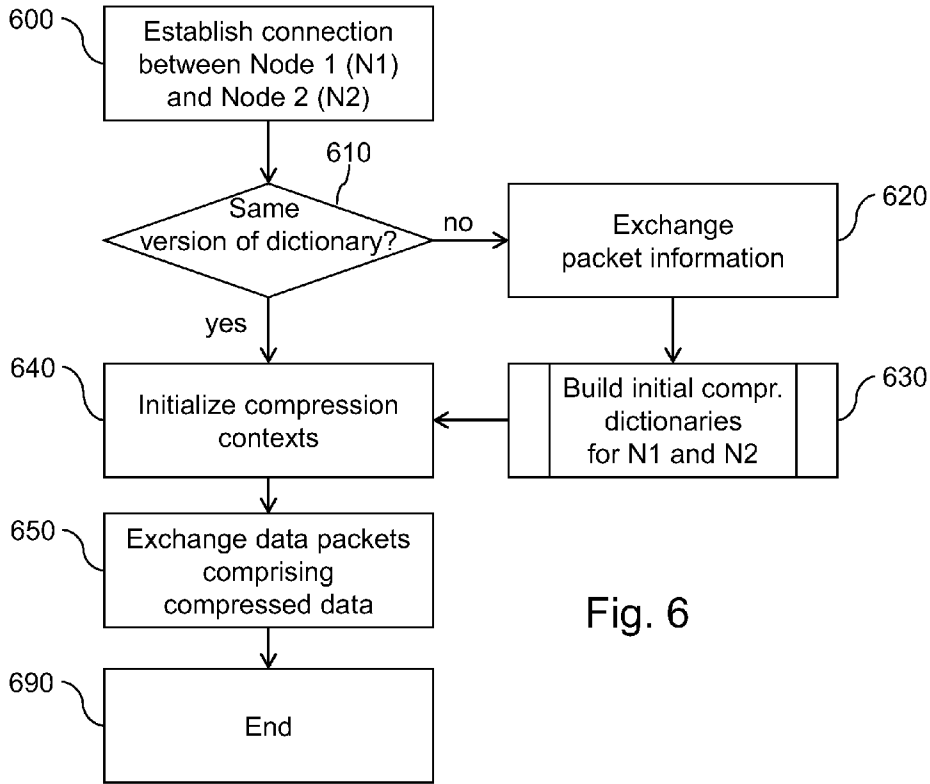 600
Establish connection
between Node 1 (N1)
and Node 2 (N2)
610
Same
version of dictionary?
no
620
Exchange
packet information
yes
640
Initialize compression
contexts
630
Build initial compr.
dictionaries
for N1 and N2
650
Exchange data packets
comprising
compressed data
Fig. 6
690
End